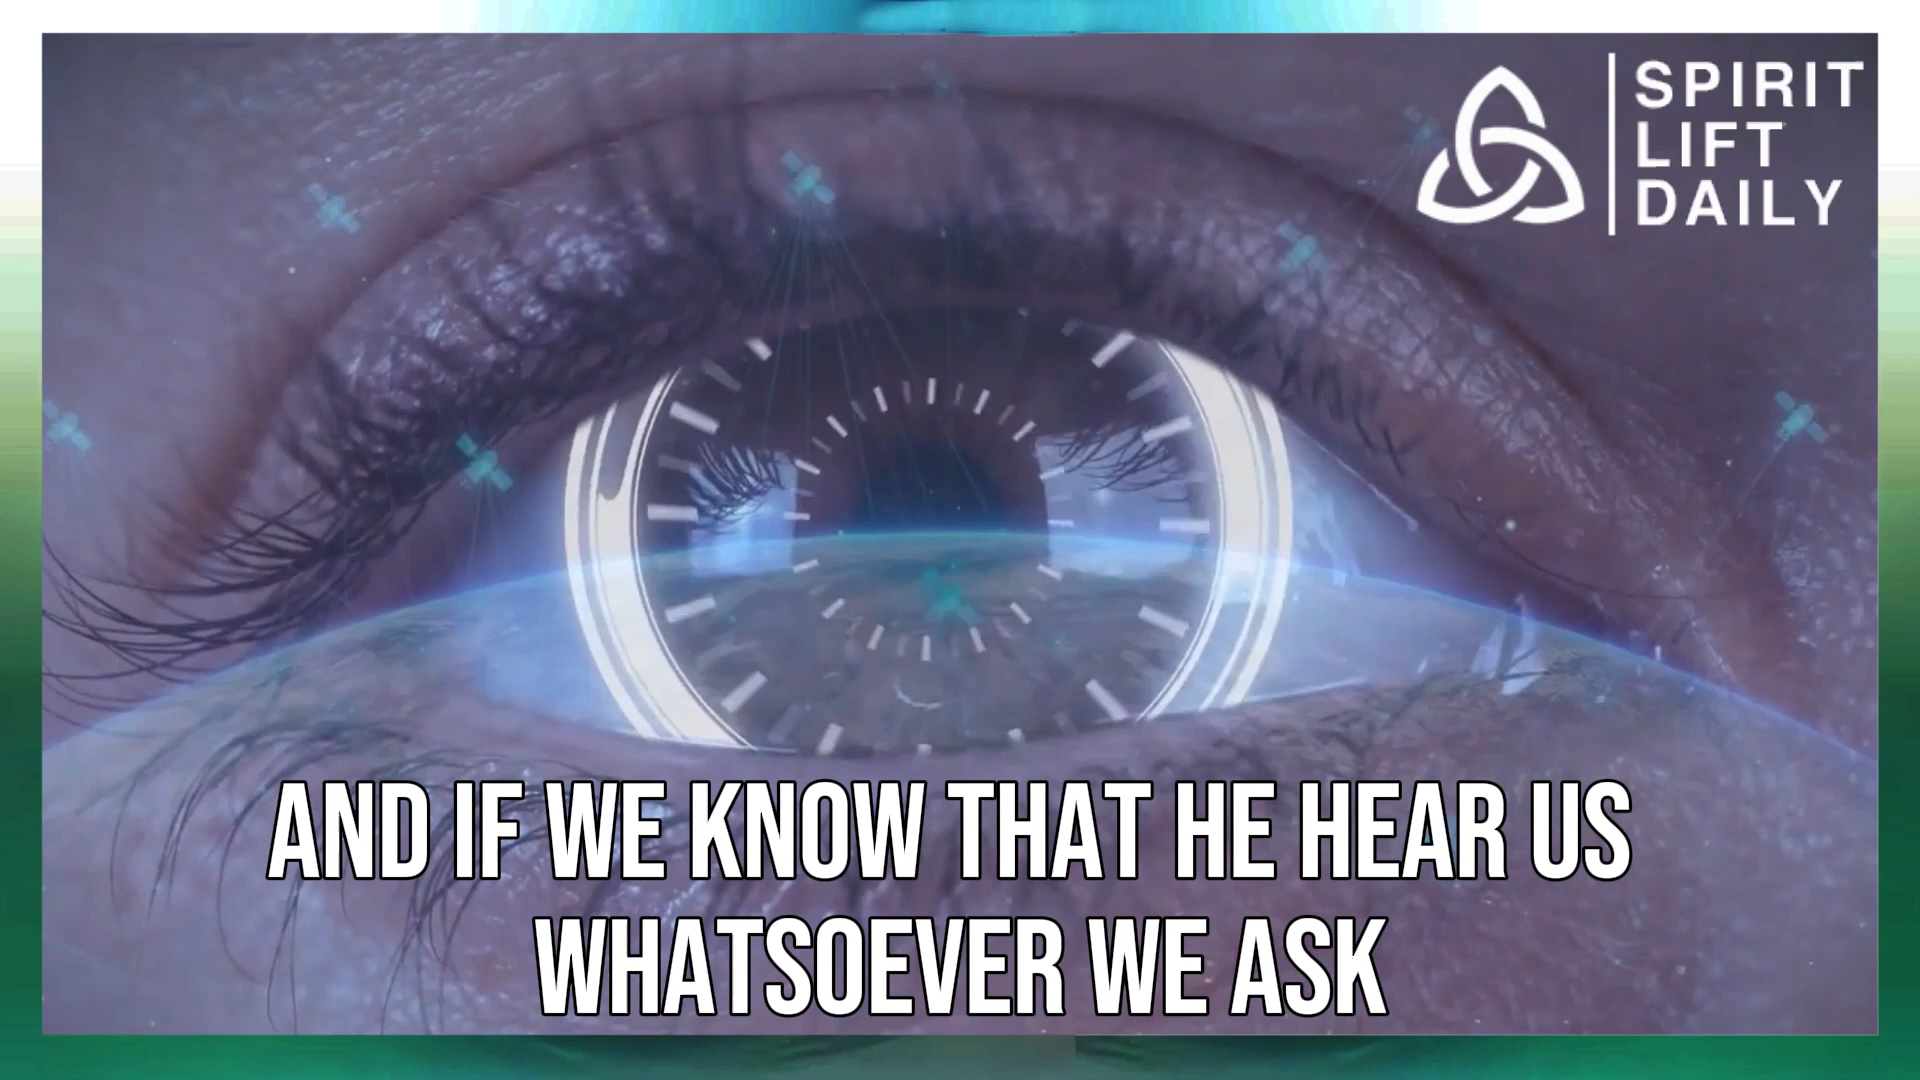 SPIRIT
LIFT
DAILY
AND IF WE KNOW THAT HE HEAR US
WHATSOEVER WE ASK